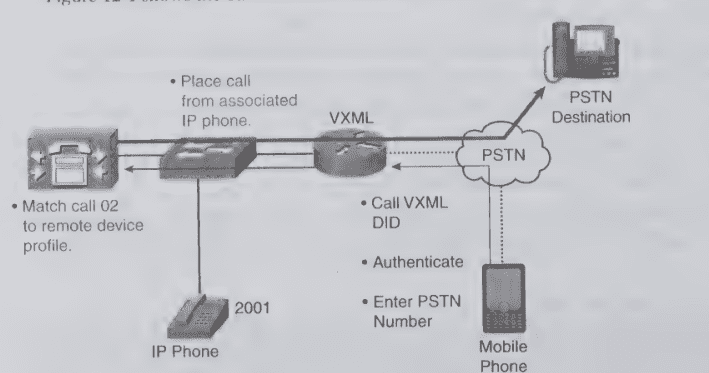 • Place call
from associated
IP phone.
VXML
PSTN
Destination
PSTN
• Match call 02
to remote device
profile.
• Call VXML
DID
• Authenticate
• Enter PSTN
Number
2001
IP Phone
Mobile
Phone